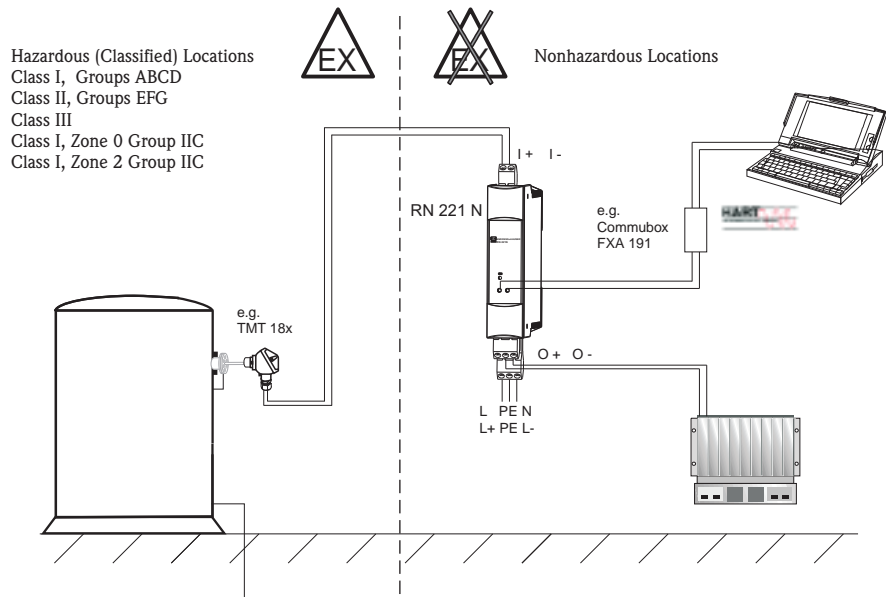 Hazardous (Classified) Locations
Class I, Groups ABCD
Class II, Groups EFG
Class III
Class I, Zone 0 Group IIC
Class I, Zone 2 Group IIC
EX
EX
Nonhazardous Locations
I + I -
RN 221 N
e.g.
Commubox
FXA 191
HART
e.g.
TMT 18x
O + O -
L PE N
L+ PE L-